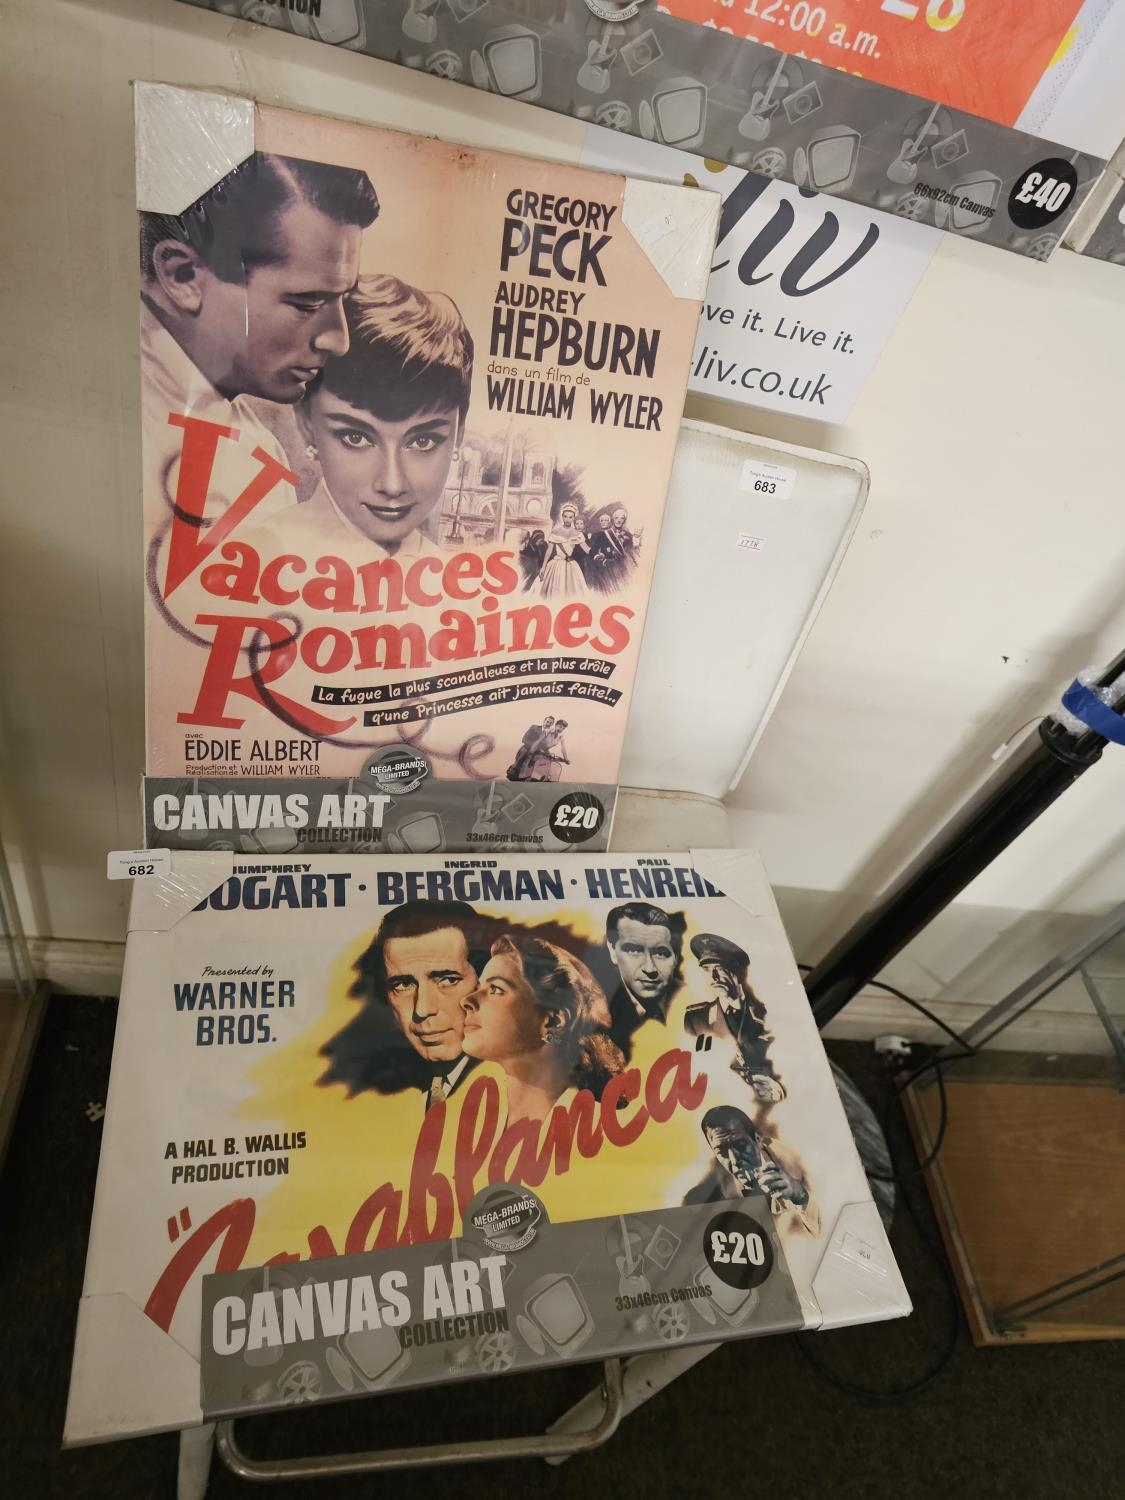 12:00 a.m.
66x92cm Canvas
£40
GREGORY
PECK
AUDREY
HEPBURN
dans un film de
WILLIAM WYLER
liv
ve it. Live it.
-liv.co.uk
683
Vacances
Romaines
La fugue la plus scandaleuse et la plus drôle
q'une Princesse ait jamais faite!..
avec
EDDIE ALBERT
Production et
Réalisation de WILLIAM WYLER
MEGA-BRANDS
LIMITED
CANVAS ART
COLLECTION
33x46cm Canvas
£20
Tring's Auction House
682
HUMPHREY INGRID PAUL
BOGART · BERGMAN · HENREID
Presented by
WARNER
BROS.
A HAL B. WALLIS
PRODUCTION
"Casablanca"
MEGA-BRANDS
LIMITED
CANVAS ART
COLLECTION
33x46cm Canvas
£20